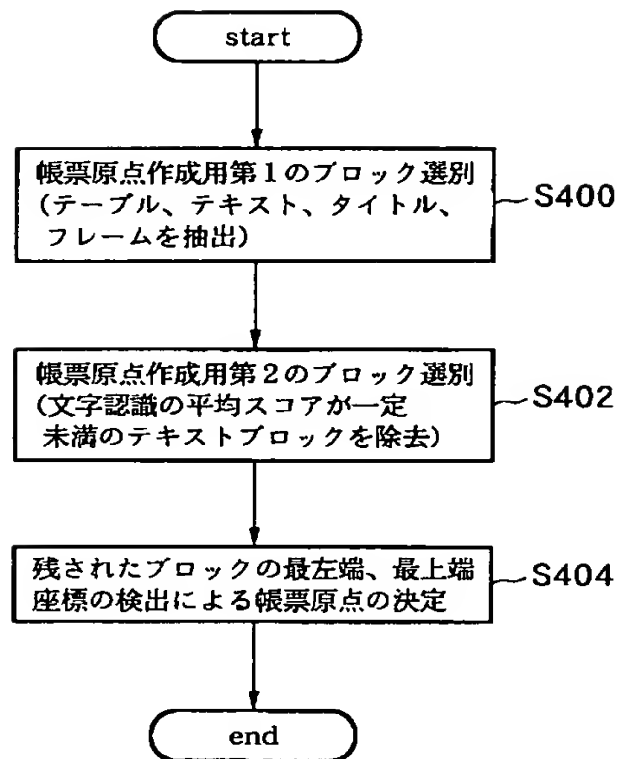 start
帳票原点作成用第1のブロック選別
(テーブル、テキスト、タイトル、
フレームを抽出)
S400
帳票原点作成用第2のブロック選別
(文字認識の平均スコアが一定
未満のテキストブロックを除去)
S402
残されたブロックの最左端、最上端
座標の検出による帳票原点の決定
S404
end